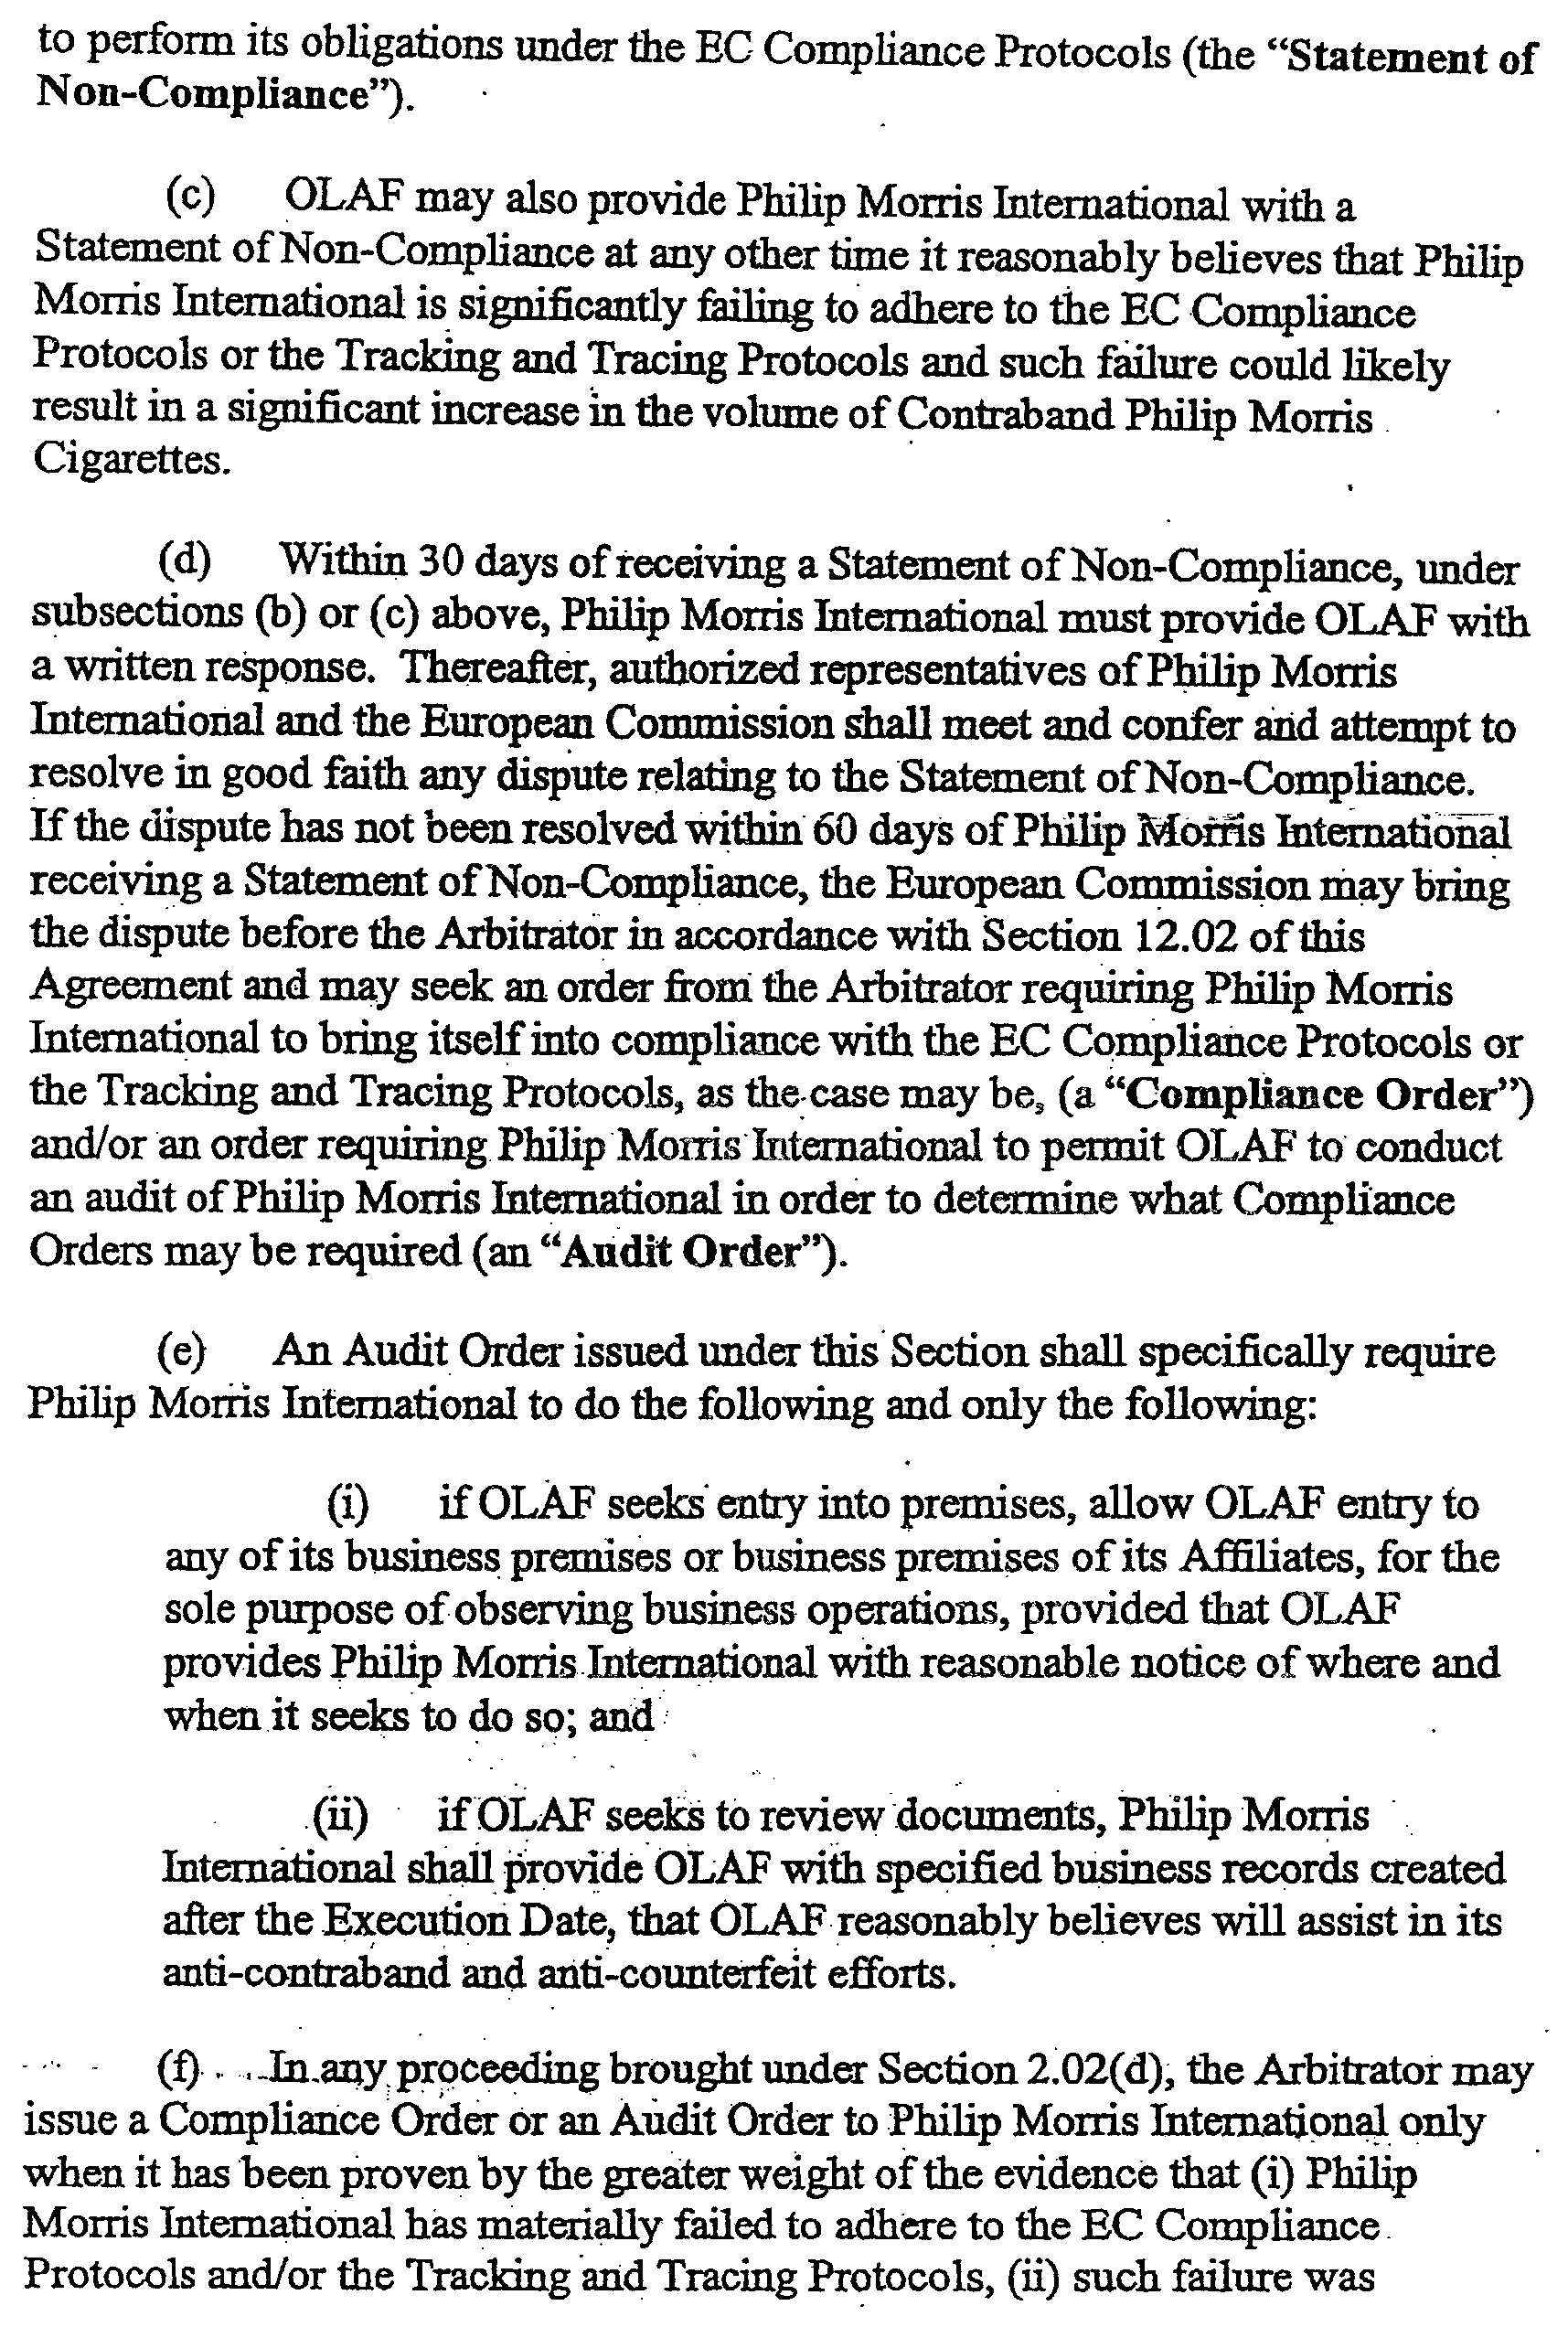 to perform its obligations under the EC Compliance Protocols (the “Statement of
Non-Compliance”).
(c) OLAF may also provide Philip Morris International with a
Statement of Non-Compliance at any other time it reasonably believes that Philip
Morris International is significantly failing to adhere to the EC Compliance
Protocols or the Tracking and Tracing Protocols and such failure could likely
result in a significant increase in the volume of Contraband Philip Morris
Cigarettes.
(d) Within 30 days of receiving a Statement of Non-Compliance, under
subsections (b) or (c) above, Philip Morris International must provide OLAF with
a written response. Thereafter, authorized representatives of Philip Morris
International and the European Commission shall meet and confer and attempt to
resolve in good faith any dispute relating to the Statement of Non-Compliance.
If the dispute has not been resolved within 60 days of Philip Morris International
receiving a Statement of Non-Compliance, the European Commission may bring
the dispute before the Arbitrator in accordance with Section 12.02 of this
Agreement and may seek an order from the Arbitrator requiring Philip Morris
International to bring itself into compliance with the EC Compliance Protocols or
the Tracking and Tracing Protocols, as the case may be, (a “Compliance Order”)
and/or an order requiring Philip Morris International to permit OLAF to conduct
an audit of Philip Morris International in order to determine what Compliance
Orders may be required (an “Audit Order”).
(e) An Audit Order issued under this Section shall specifically require
Philip Morris International to do the following and only the following:
(i) if OLAF seeks entry into premises, allow OLAF entry to
any of its business premises or business premises of its Affiliates, for the
sole purpose of observing business operations, provided that OLAF
provides Philip Morris International with reasonable notice of where and
when it seeks to do so; and
(ii) if OLAF seeks to review documents, Philip Morris
International shall provide OLAF with specified business records created
after the Execution Date, that OLAF reasonably believes will assist in its
anti-contraband and anti-counterfeit efforts.
(f) In any proceeding brought under Section 2.02(d), the Arbitrator may
issue a Compliance Order or an Audit Order to Philip Morris International only
when it has been proven by the greater weight of the evidence that (i) Philip
Morris International has materially failed to adhere to the EC Compliance
Protocols and/or the Tracking and Tracing Protocols, (ii) such failure was